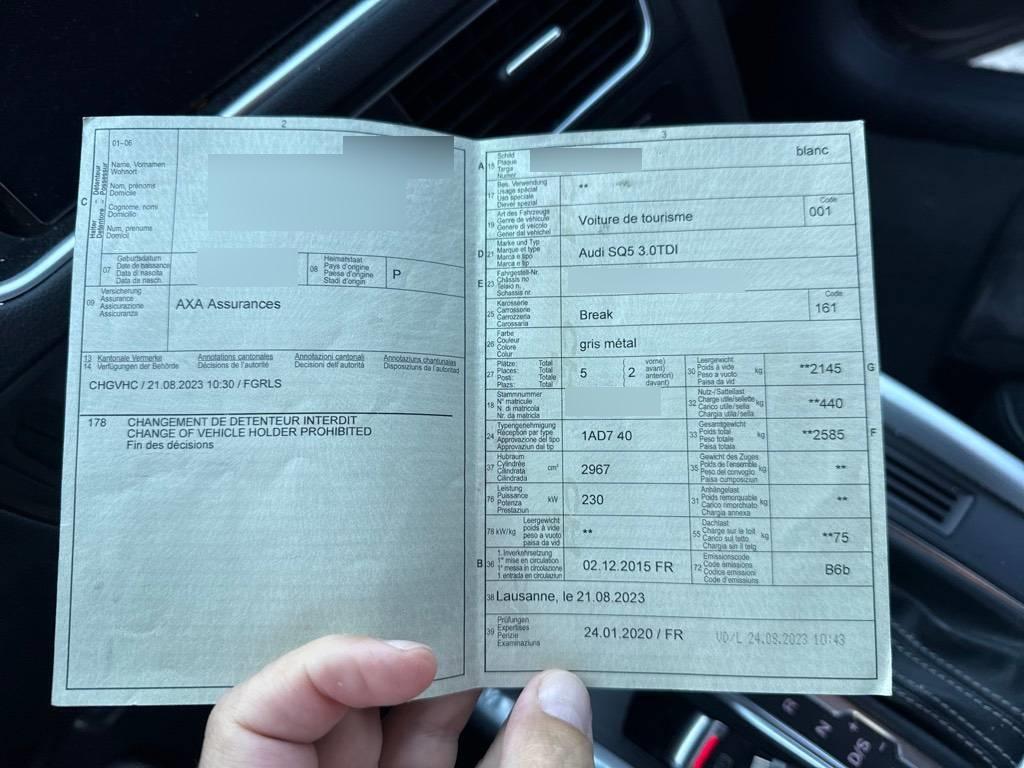 2
01-06
Halter - Détenteur
Detentore - Possessur
C
Name, Vornamen
Wohnort
Nom, prénoms
Domicile
Cognome, nomi
Domicilio
Num, prenums
Domicil
07
Geburtsdatum
Date de naissance
Data di nascita
Data da nasch.
08
Heimatstaat
Pays d'origine
Paese d'origine
Stadi d'origin
P
09
Versicherung
Assurance
Assicurazione
Assicuranza
AXA Assurances
13 Kantonale Vermerke
14 Verfügungen der Behörde
Annotations cantonales
Décisions de l'autorité
Annotazioni cantonali
Decisioni dell'autorità
Annotaziuns chantunalas
Disposiziuns da l'autoritad
CHGVHC / 21.08.2023 10:30 / FGRLS
178 CHANGEMENT DE DETENTEUR INTERDIT
CHANGE OF VEHICLE HOLDER PROHIBITED
Fin des décisions
3
A 15
Schild
Plaque
Targa
Numer
blanc
17
Bes. Verwendung
Usage spécial
Uso speciale
Diever spezial
**
19
Art des Fahrzeugs
Genre de véhicule
Genere di veicolo
Gener dal vehichel
Voiture de tourisme
Code
001
D 21
Marke und Typ
Marque et type
Marca e tipo
Marca e tip
Audi SQ5 3.0TDI
E 23
Fahrgestell-Nr.
Châssis no
Telaio n.
Schassis nr.
25
Karosserie
Carrosserie
Carrozzeria
Carossaria
Break
Code
161
26
Farbe
Couleur
Colore
Colur
gris métal
27
Plätze: Total
Places: Total
Posti: Totale
Plazs: Total
5
( vorne)
avant)
anteriori)
davant)
2
30
Leergewicht
Poids à vide
Peso a vuoto
Paisa da vid
kg
**2145
G
18
Stammnummer
N° matricule
N. di matricola
Nr. da matricla
32
Nutz-/Sattellast
Charge utile/sellette
Carico utile/sella
Chargia utila/sella
kg
**440
24
Typengenehmigung
Réception par type
Approvazione del tipo
Approvaziun dal tip
1AD7 40
33
Gesamtgewicht
Poids total
Peso totale
Paisa totala
kg
**2585
F
37
Hubraum
Cylindrée
Cilindrata
Cilindrada
cm³
2967
35
Gewicht des Zuges
Poids de l'ensemble
Peso del convoglio
Paisa cumposiziun
kg
**
76
Leistung
Puissance
Potenza
Prestaziun
kW
230
31
Anhängelast
Poids remorquable
Carico rimorchiato
Chargia annexa
kg
**
78 kW/kg
Leergewicht
poids à vide
peso a vuoto
paisa da vid
**
55
Dachlast
Charge sur le toit
Carico sul tetto
Chargia sin il tetg
kg
**75
B 36
1. Inverkehrsetzung
1re mise en circulation
1a messa in circolazione
1. entrada en circulaziun
02.12.2015 FR
72
Emissionscode
Code émissions
Codice emissioni
Code d'emissiuns
B6b
38 Lausanne, le 21.08.2023
39
Prüfungen
Expertises
Perizie
Examinaziuns
24.01.2020 / FR
VD/L 24.08.2023 10:43
R
N
D/S
+
-